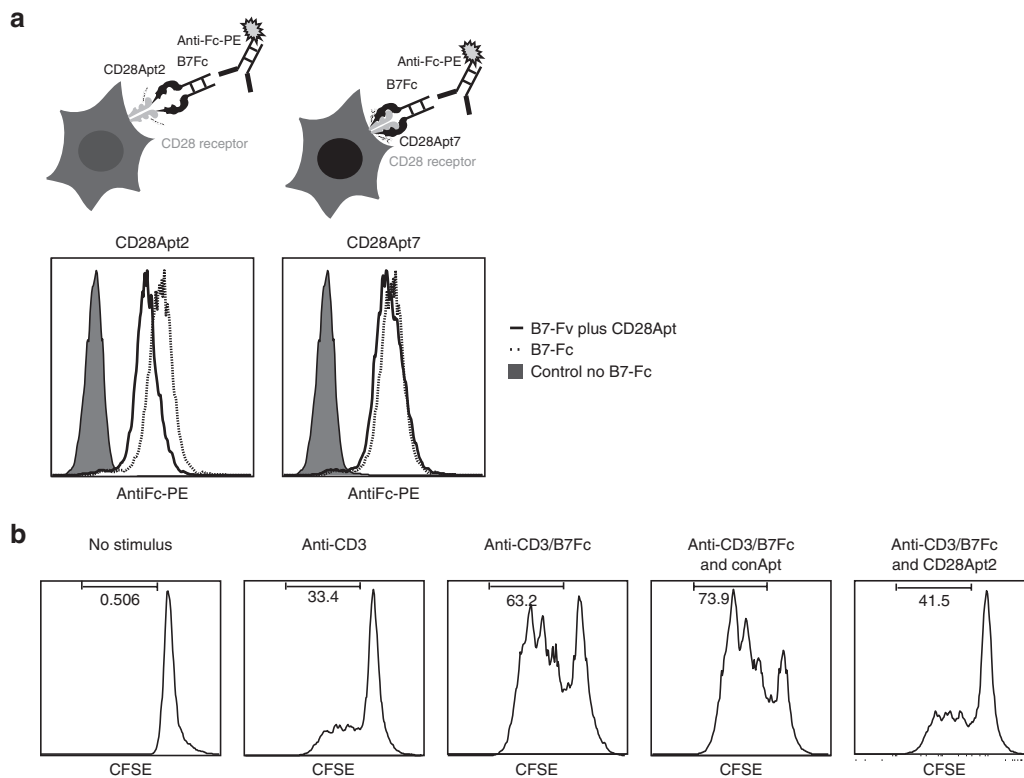 a
Anti-Fc-PE
B7Fc
CD28Apt2
CD28 receptor
Anti-Fc-PE
B7Fc
CD28Apt7
CD28 receptor
CD28Apt2
CD28Apt7
AntiFc-PE
AntiFc-PE
B7-Fv plus CD28Apt
B7-Fc
Control no B7-Fc
b
No stimulus
0.506
CFSE
Anti-CD3
33.4
CFSE
Anti-CD3/B7Fc
63.2
CFSE
Anti-CD3/B7Fc
and conApt
73.9
CFSE
Anti-CD3/B7Fc
and CD28Apt2
41.5
CFSE